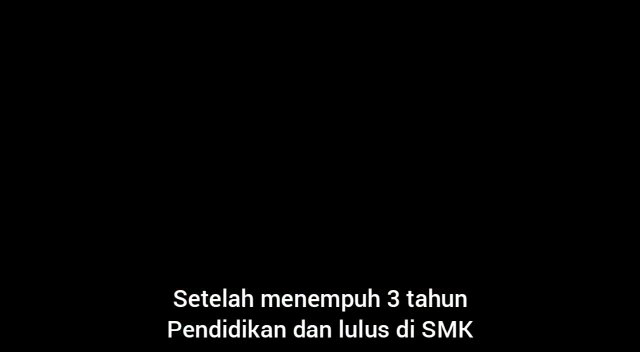 Setelah menempuh 3 tahun
Pendidikan dan lulus di SMK